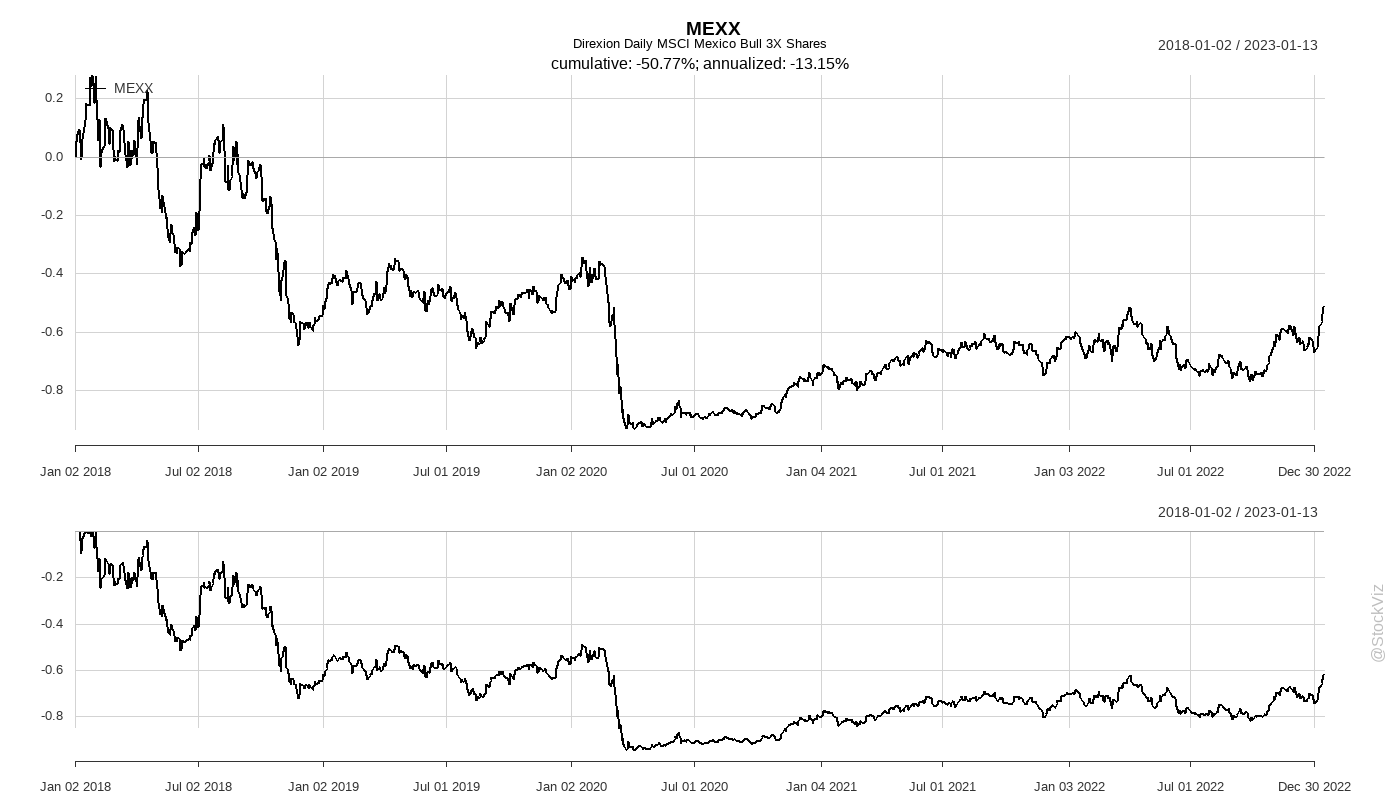 MEXX
Direxion Daily MSCI Mexico Bull 3X Shares
cumulative: -50.77%; annualized: -13.15%
2018-01-02 / 2023-01-13
MEXX
0.2
0.0
-0.2
-0.4
-0.6
-0.8
Jan 02 2018 Jul 02 2018 Jan 02 2019 Jul 01 2019 Jan 02 2020 Jul 01 2020 Jan 04 2021 Jul 01 2021 Jan 03 2022 Jul 01 2022 Dec 30 2022
2018-01-02 / 2023-01-13
-0.2
-0.4
-0.6
-0.8
Jan 02 2018 Jul 02 2018 Jan 02 2019 Jul 01 2019 Jan 02 2020 Jul 01 2020 Jan 04 2021 Jul 01 2021 Jan 03 2022 Jul 01 2022 Dec 30 2022
@StockViz